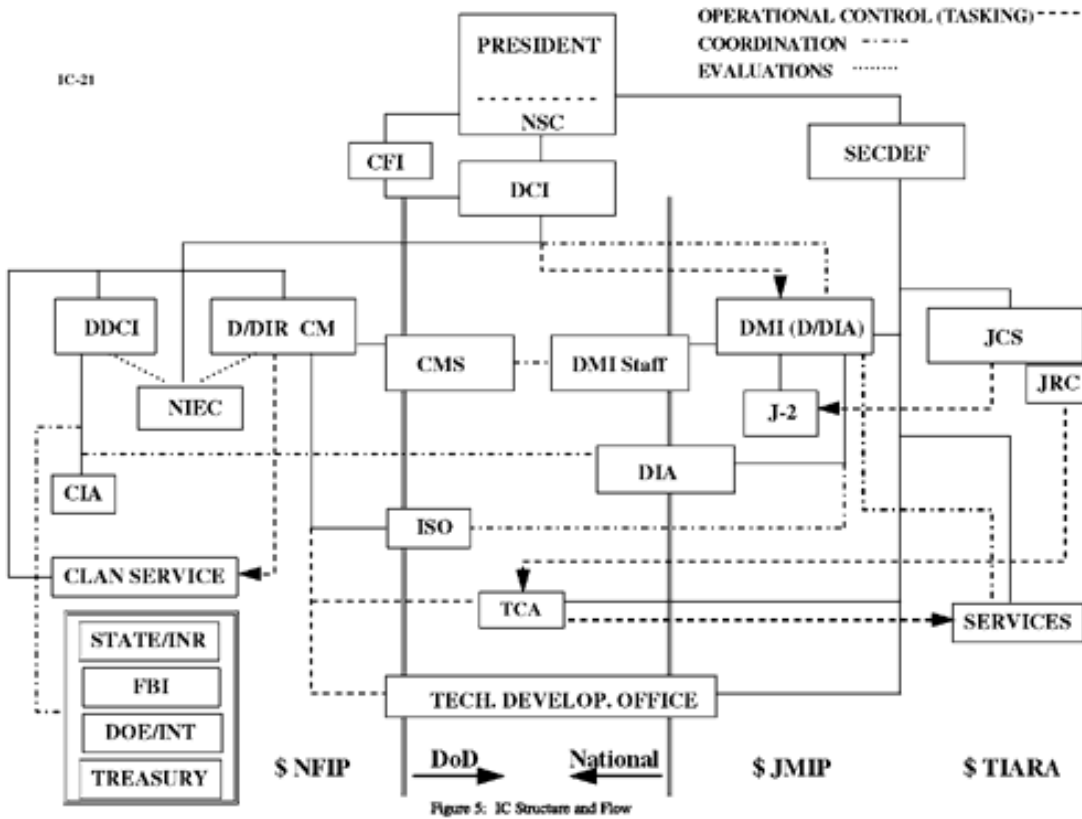 OPERATIONAL CONTROL (TASKING)
COORDINATION
EVALUATIONS
IC-21
PRESIDENT
NSC
CFI
SECDEF
DCI
DDCI
D/DIR CM
CMS
DMI Staff
DMI (D/DIA)
JCS
JRC
NIEC
J-2
CIA
DIA
ISO
CLAN SERVICE
TCA
SERVICES
STATE/INR
FBI
DOE/INT
TREASURY
TECH. DEVELOP. OFFICE
$ NFIP
DoD
National
$ JMIP
$ TIARA
Figure 5: IC Structure and Flow